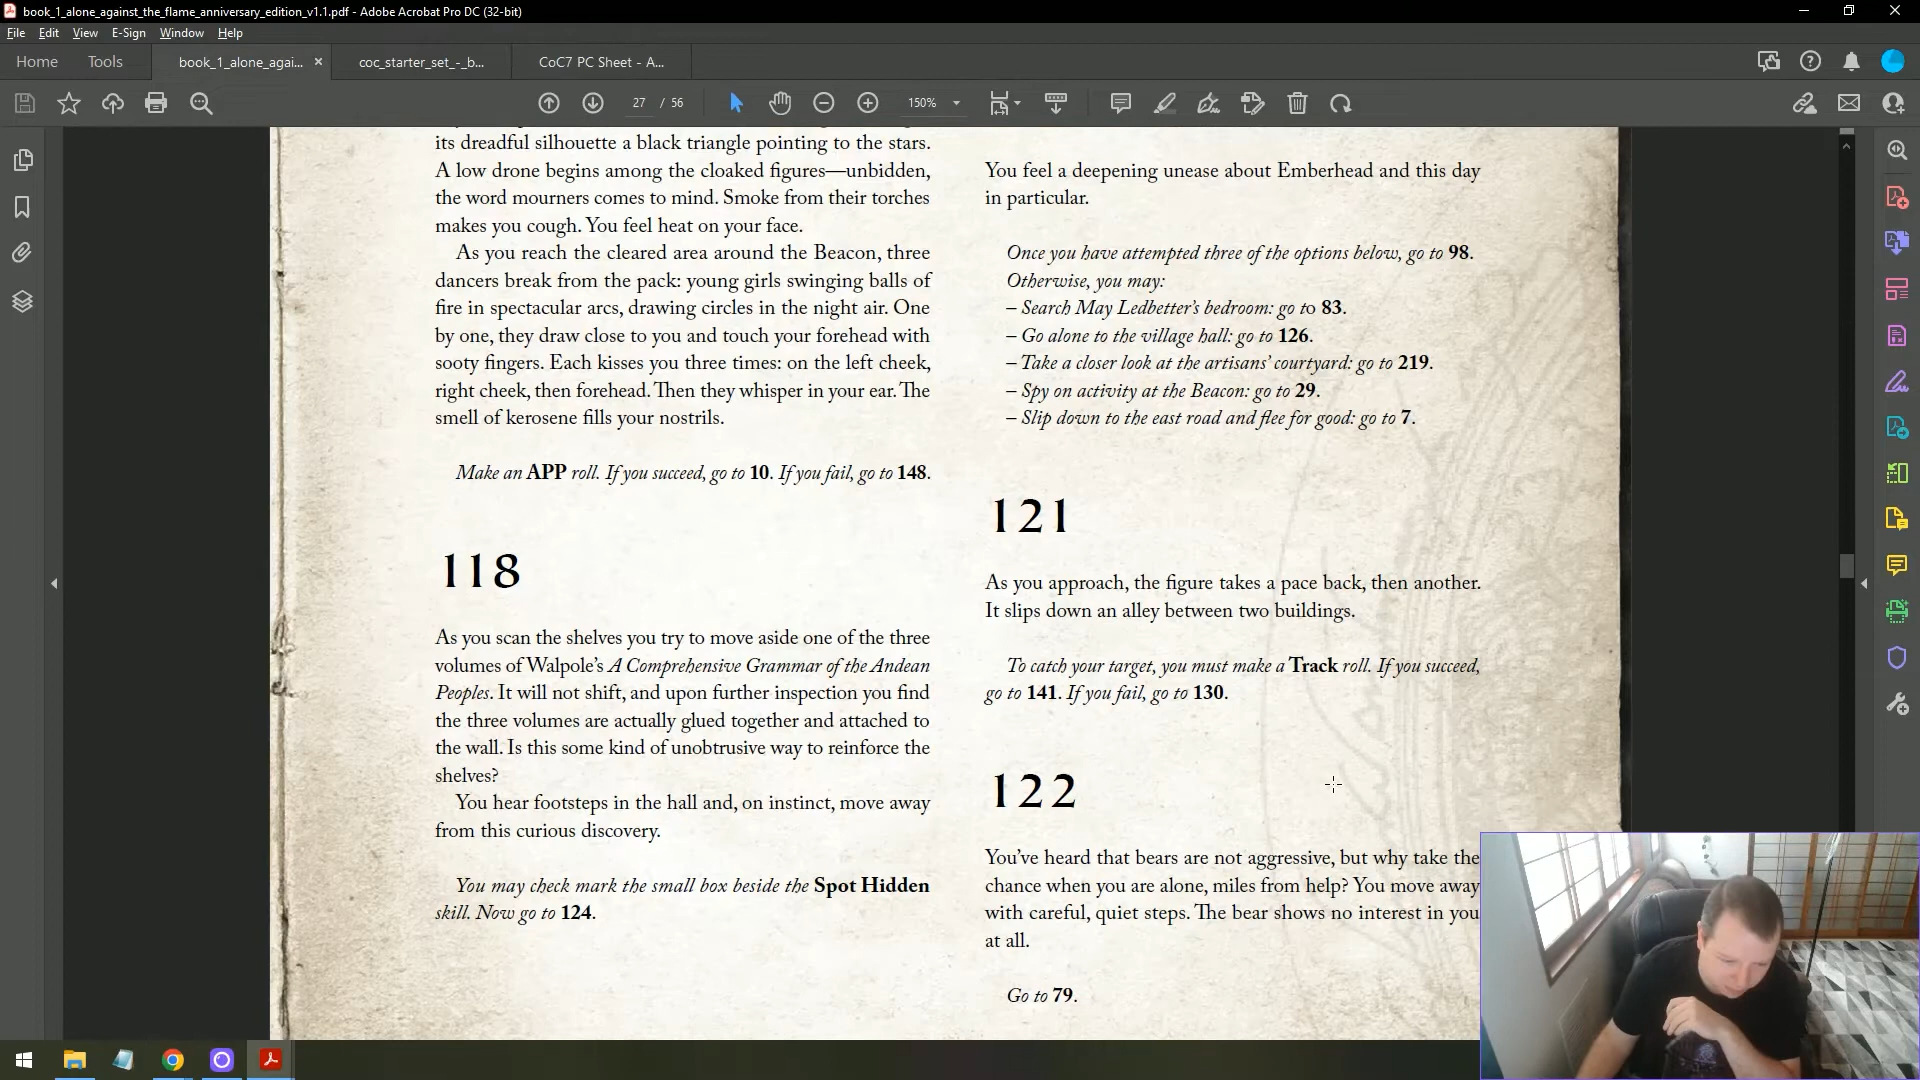 book_1_alone_against_the_flame_anniversary_edition_v1.1.pdf - Adobe Acrobat Pro DC (32-bit)
File Edit View E-Sign Window Help
Home Tools book_1_alone_agai... × coc_starter_set_-_b... CoC7 PC Sheet - A...
27 / 56 150%
its dreadful silhouette a black triangle pointing to the stars.
A low drone begins among the cloaked figures—unbidden,
the word mourners comes to mind. Smoke from their torches
makes you cough. You feel heat on your face.
As you reach the cleared area around the Beacon, three
dancers break from the pack: young girls swinging balls of
fire in spectacular arcs, drawing circles in the night air. One
by one, they draw close to you and touch your forehead with
sooty fingers. Each kisses you three times: on the left cheek,
right cheek, then forehead. Then they whisper in your ear. The
smell of kerosene fills your nostrils.
Make an APP roll. If you succeed, go to 10. If you fail, go to 148.
118
As you scan the shelves you try to move aside one of the three
volumes of Walpole's A Comprehensive Grammar of the Andean
Peoples. It will not shift, and upon further inspection you find
the three volumes are actually glued together and attached to
the wall. Is this some kind of unobtrusive way to reinforce the
shelves?
You hear footsteps in the hall and, on instinct, move away
from this curious discovery.
You may check mark the small box beside the Spot Hidden
skill. Now go to 124.
You feel a deepening unease about Emberhead and this day
in particular.
Once you have attempted three of the options below, go to 98.
Otherwise, you may:
– Search May Ledbetter's bedroom: go to 83.
– Go alone to the village hall: go to 126.
– Take a closer look at the artisans' courtyard: go to 219.
– Spy on activity at the Beacon: go to 29.
– Slip down to the east road and flee for good: go to 7.
121
As you approach, the figure takes a pace back, then another.
It slips down an alley between two buildings.
To catch your target, you must make a Track roll. If you succeed,
go to 141. If you fail, go to 130.
122
You've heard that bears are not aggressive, but why take the
chance when you are alone, miles from help? You move away
with careful, quiet steps. The bear shows no interest in you
at all.
Go to 79.